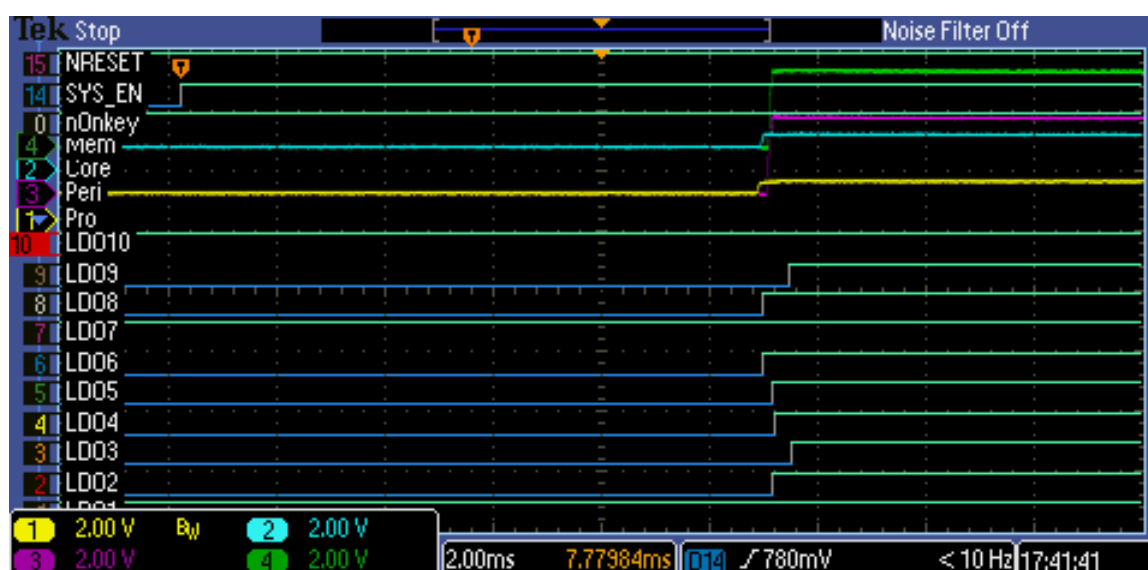 Tek Stop Noise Filter Off
15 NRESET
14 SYS_EN
0 nOnkey
4 Mem
2 Core
3 Peri
1 Pro
10 LDO10
9 LDO9
8 LDO8
7 LDO7
6 LDO6
5 LDO5
4 LDO4
3 LDO3
2 LDO2
LDO1
1 2.00 V BW 2 2.00 V
3 2.00 V 4 2.00 V
2.00ms 7.77984ms D14 780mV < 10 Hz 17:41:41